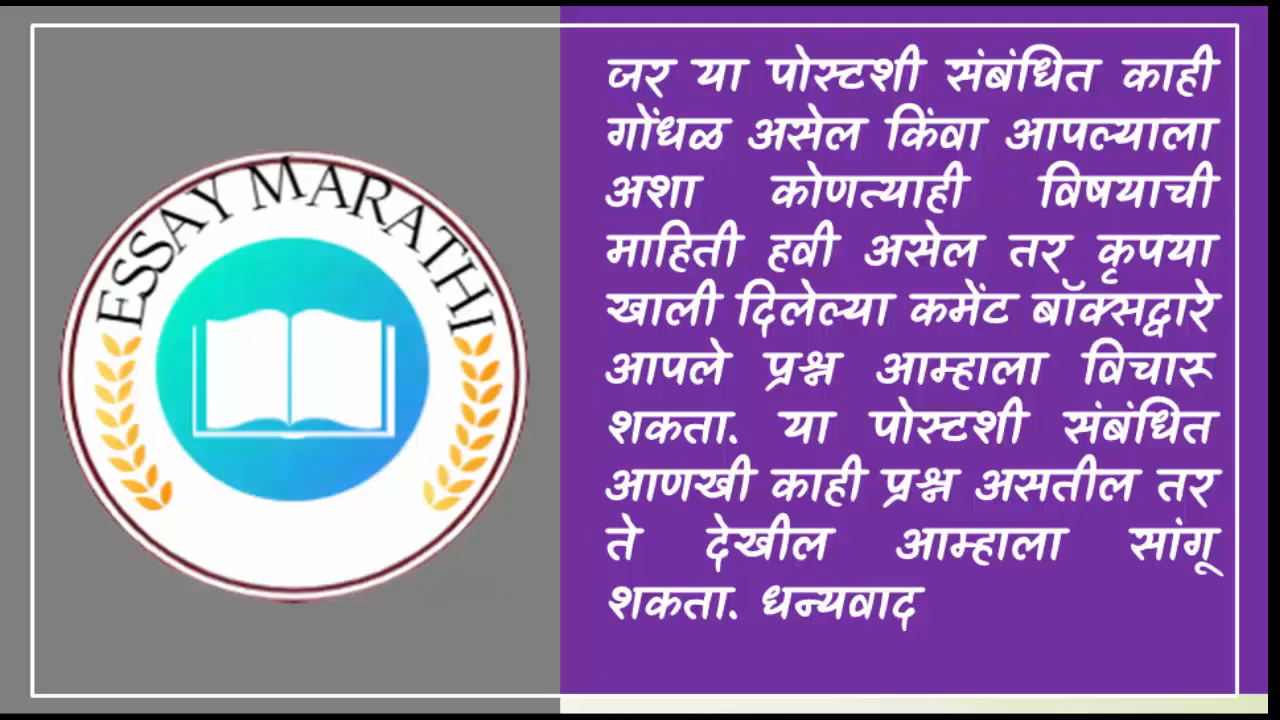 ESSAY MARATHI
जर या पोस्टशी संबंधित काही
गोंधळ असेल किंवा आपल्याला
अशा कोणत्याही विषयाची
माहिती हवी असेल तर कृपया
खाली दिलेल्या कमेंट बॉक्सद्वारे
आपले प्रश्न आम्हाला विचारू
शकता. या पोस्टशी संबंधित
आणखी काही प्रश्न असतील तर
ते देखील आम्हाला सांगू
शकता. धन्यवाद